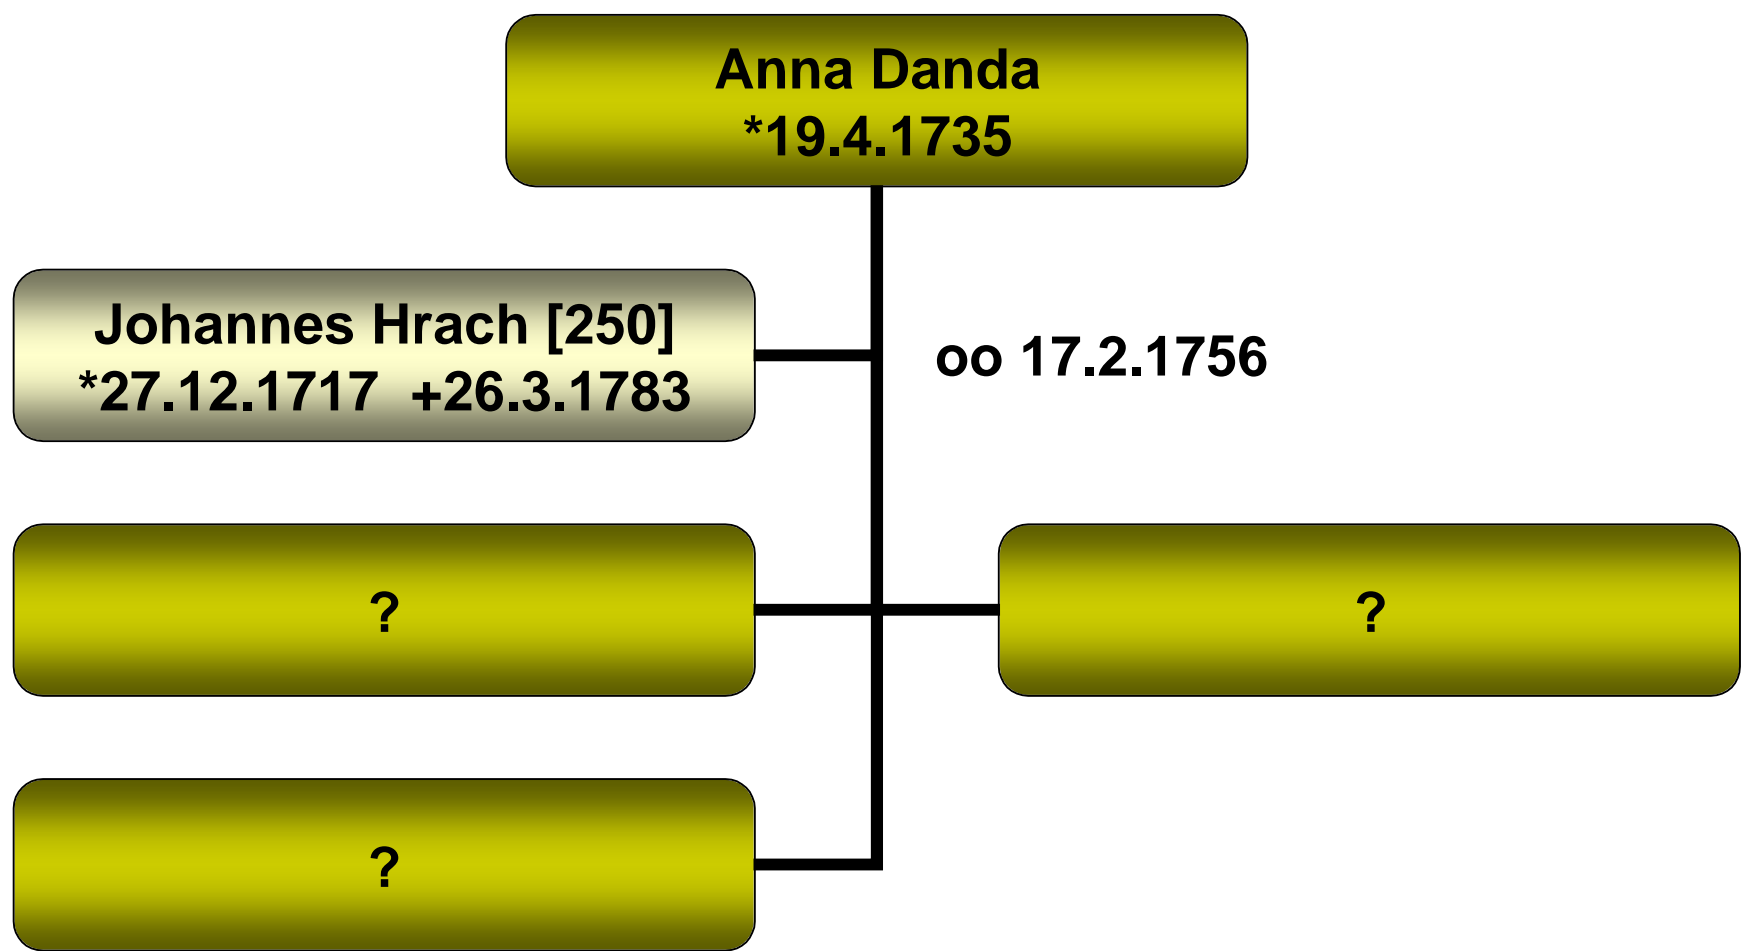 Anna Danda
*19.4.1735
Johannes Hrach [250]
*27.12.1717  +26.3.1783
oo 17.2.1756
?
?
?